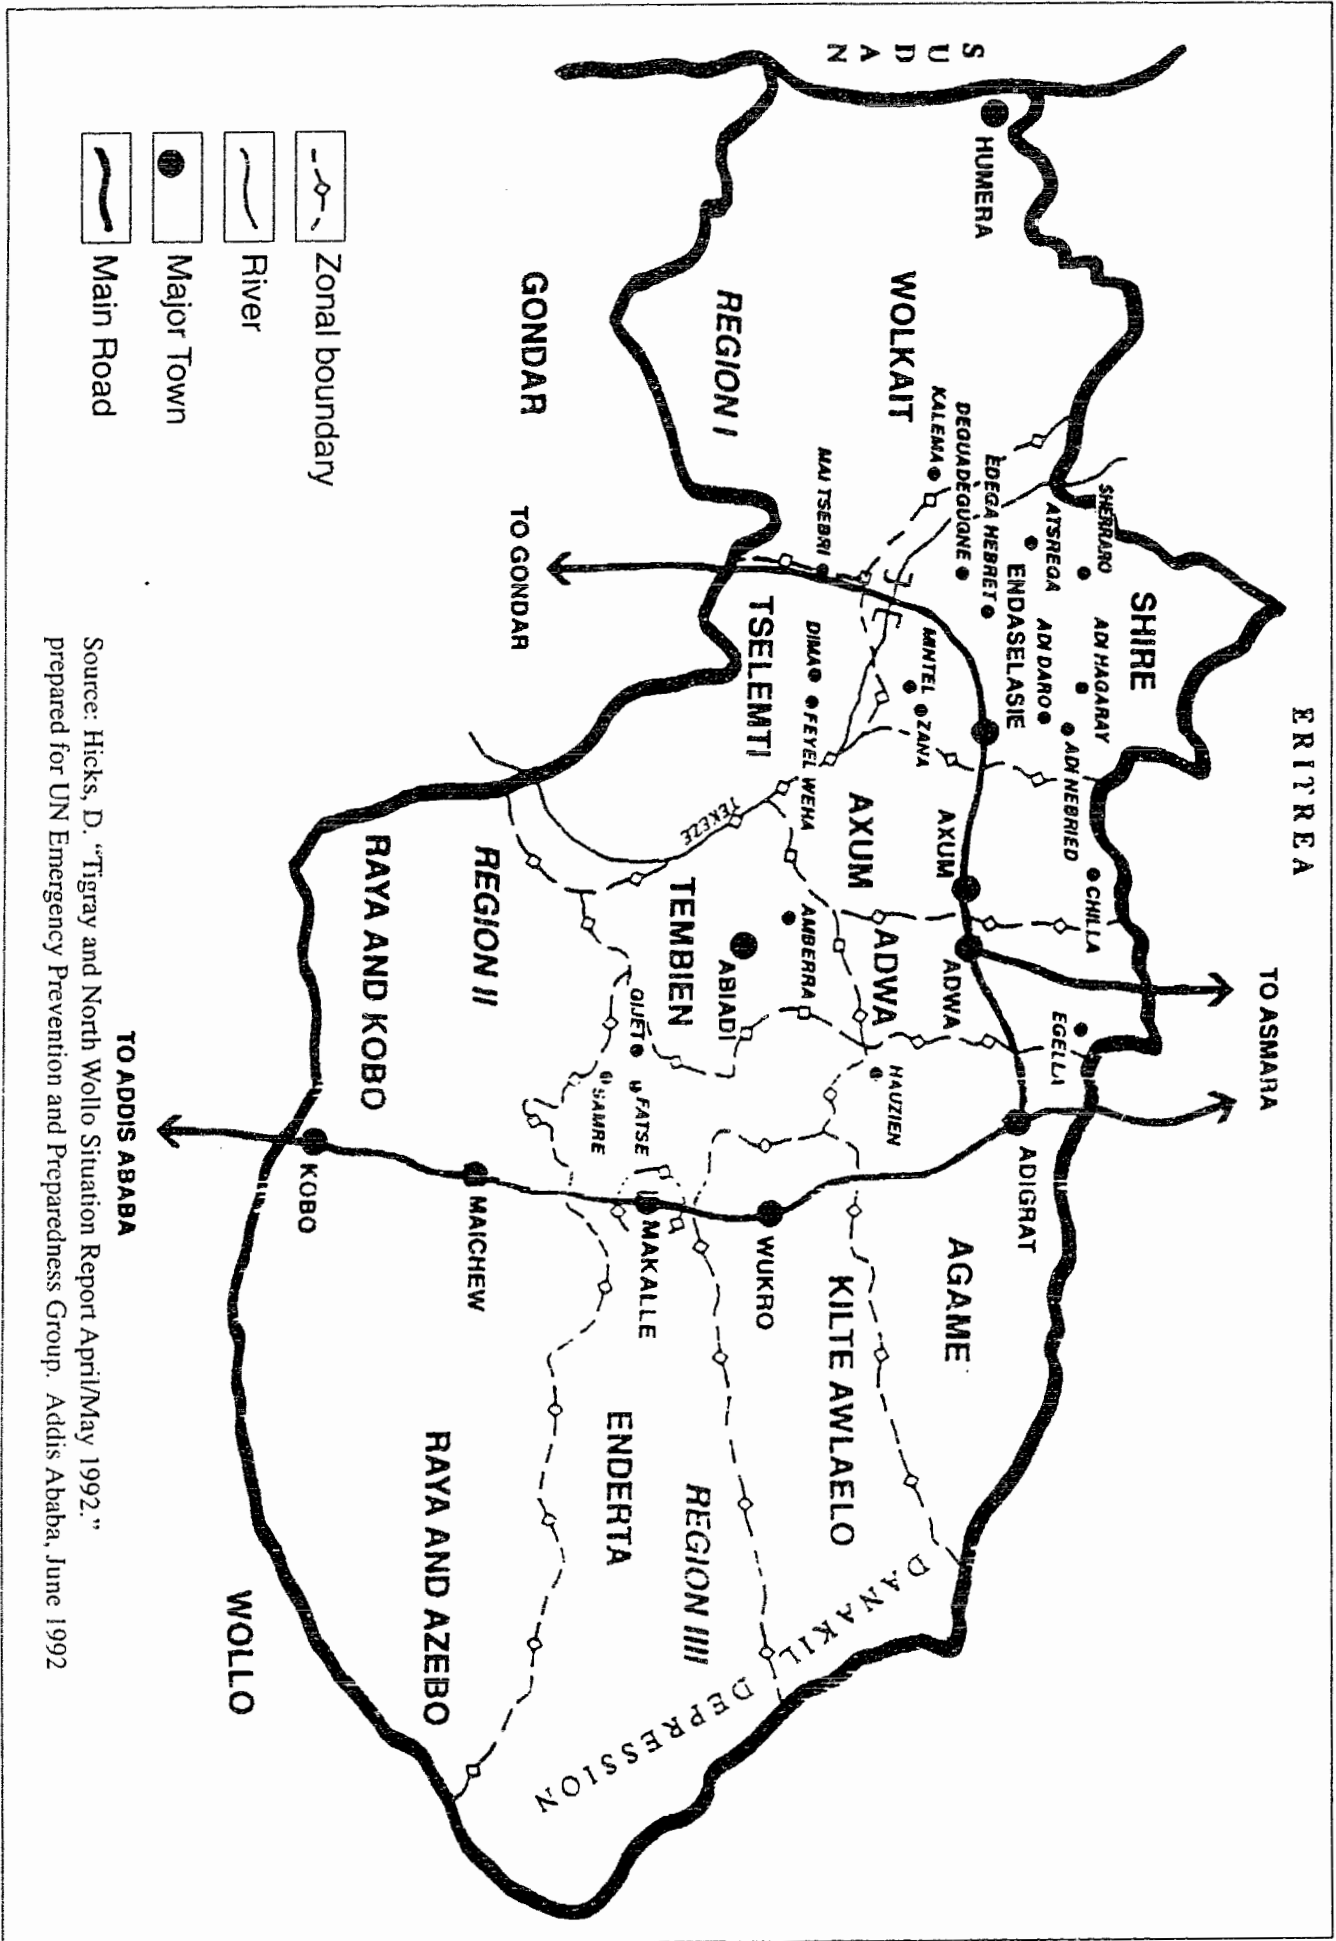 ERITREA
TO ASMARA
SUDAN
HUMERA
WOLKAIT
REGION I
GONDAR
TO GONDAR
SHIRE
SHERRARO
ATSREGA
ADI HAGARAY
ENDASELASIE
ADI DARO
ADI NEBRIED
EDEGA HEBRET
DEQUADEGUGNE
KALEMA
MAI TSEBRI
MINTEL
ZANA
DIMA
FEYEL WEHA
TSELEMTI
TEKEZE
AXUM
AXUM
CHILLA
ADWA
ADWA
AMBERRA
EGELLA
HAUZIEN
ADIGRAT
AGAME
TEMBIEN
ABIADI
GIJET
FATSE
SAMRE
WUKRO
MAKALLE
KILTE AWLAELO
REGION IIII
ENDERTA
DANAKIL DEPRESSION
REGION II
RAYA AND KOBO
MAICHEW
KOBO
RAYA AND AZEBO
WOLLO
TO ADDIS ABABA
Zonal boundary
River
Major Town
Main Road
Source: Hicks, D. “Tigray and North Wollo Situation Report April/May 1992.”
prepared for UN Emergency Prevention and Preparedness Group. Addis Ababa, June 1992